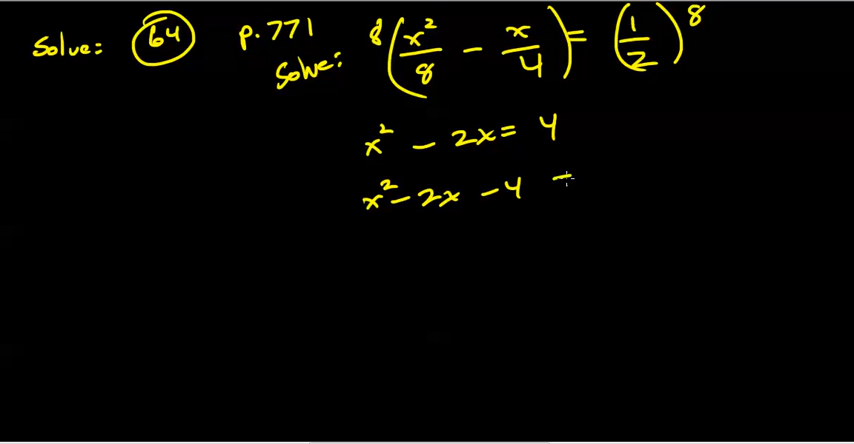 Solve: 64 p.771 Solve: 8(x²/8 - x/4) = (1/2)8
x² - 2x = 4
x² - 2x - 4 =